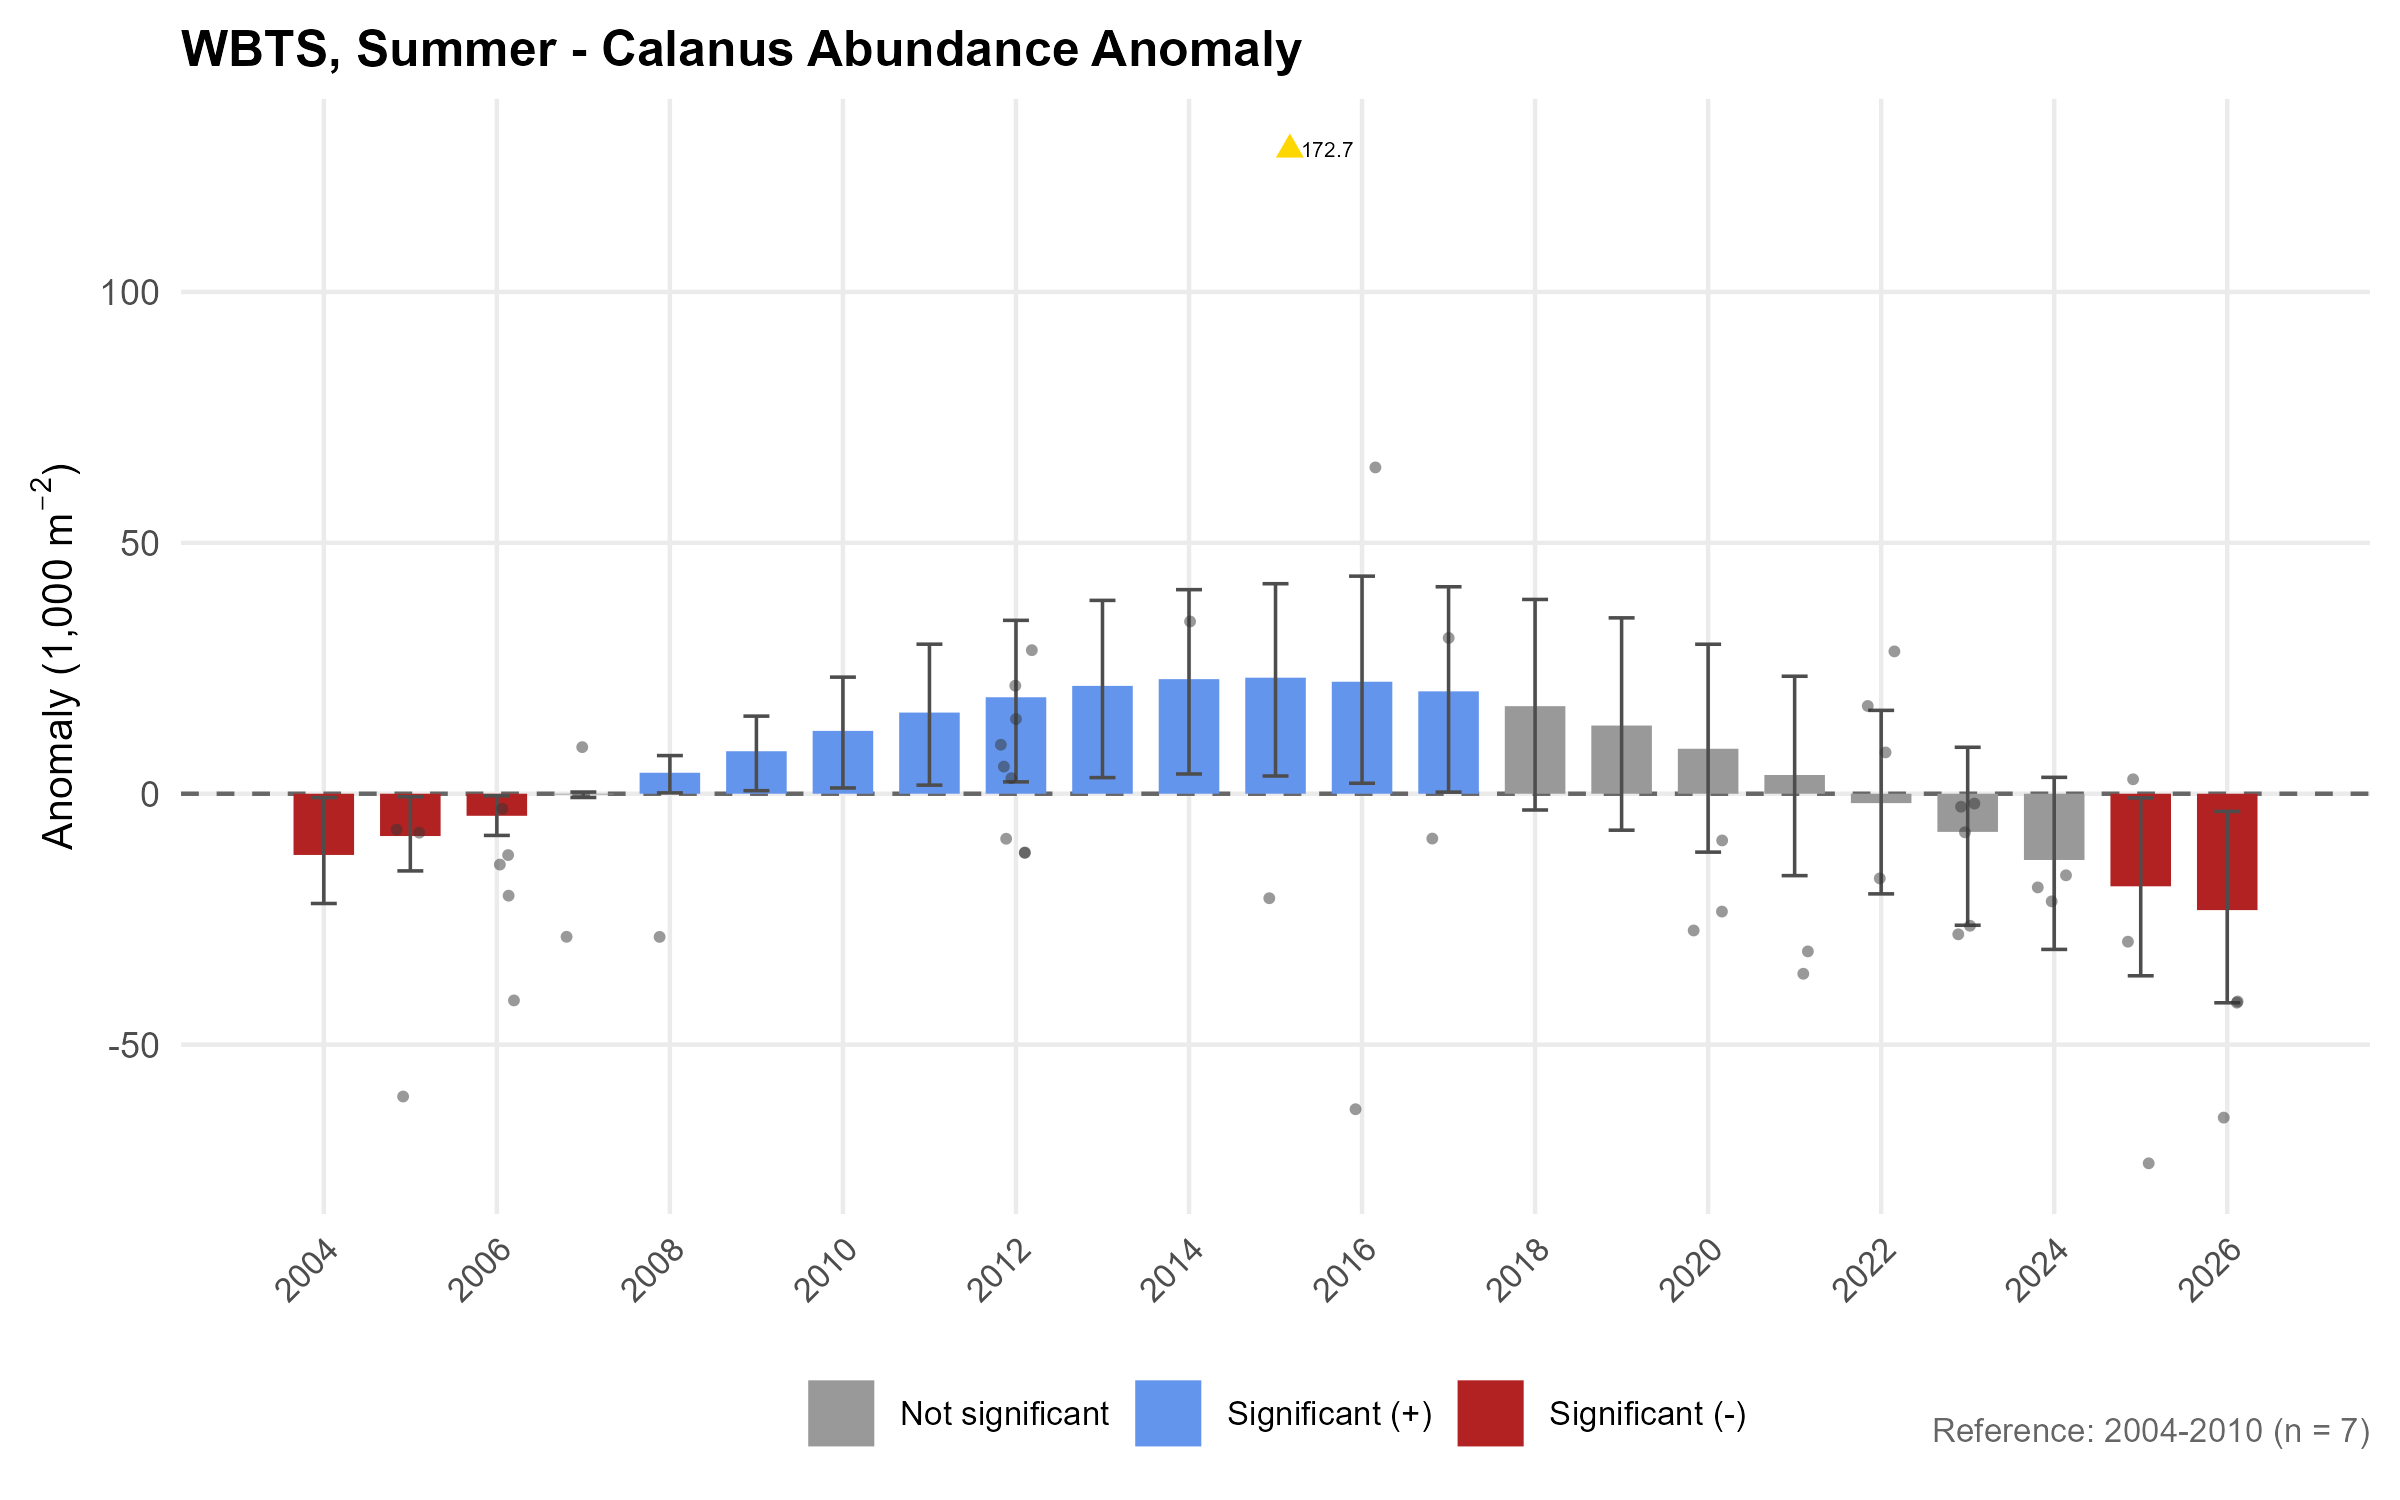 WBTS, Summer - Calanus Abundance Anomaly
172.7
Anomaly (1,000 m⁻²)
100
50
0
-50
2004
2006
2008
2010
2012
2014
2016
2018
2020
2022
2024
2026
Not significant
Significant (+)
Significant (-)
Reference: 2004-2010 (n = 7)